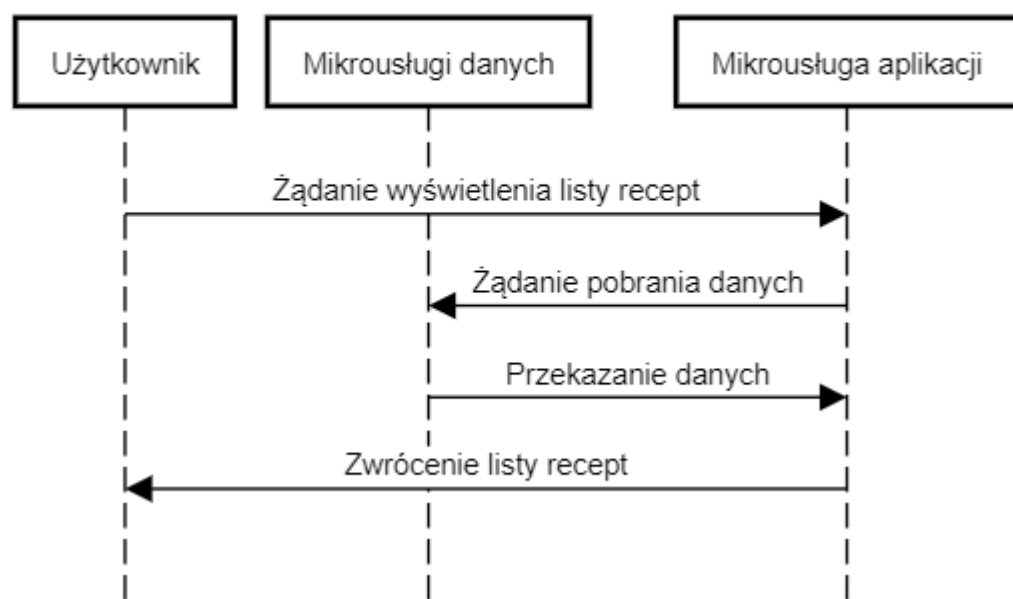 Użytkownik
Mikrousługi danych
Mikrousługa aplikacji
Żądanie wyświetlenia listy recept
Żądanie pobrania danych
Przekazanie danych
Zwrócenie listy recept